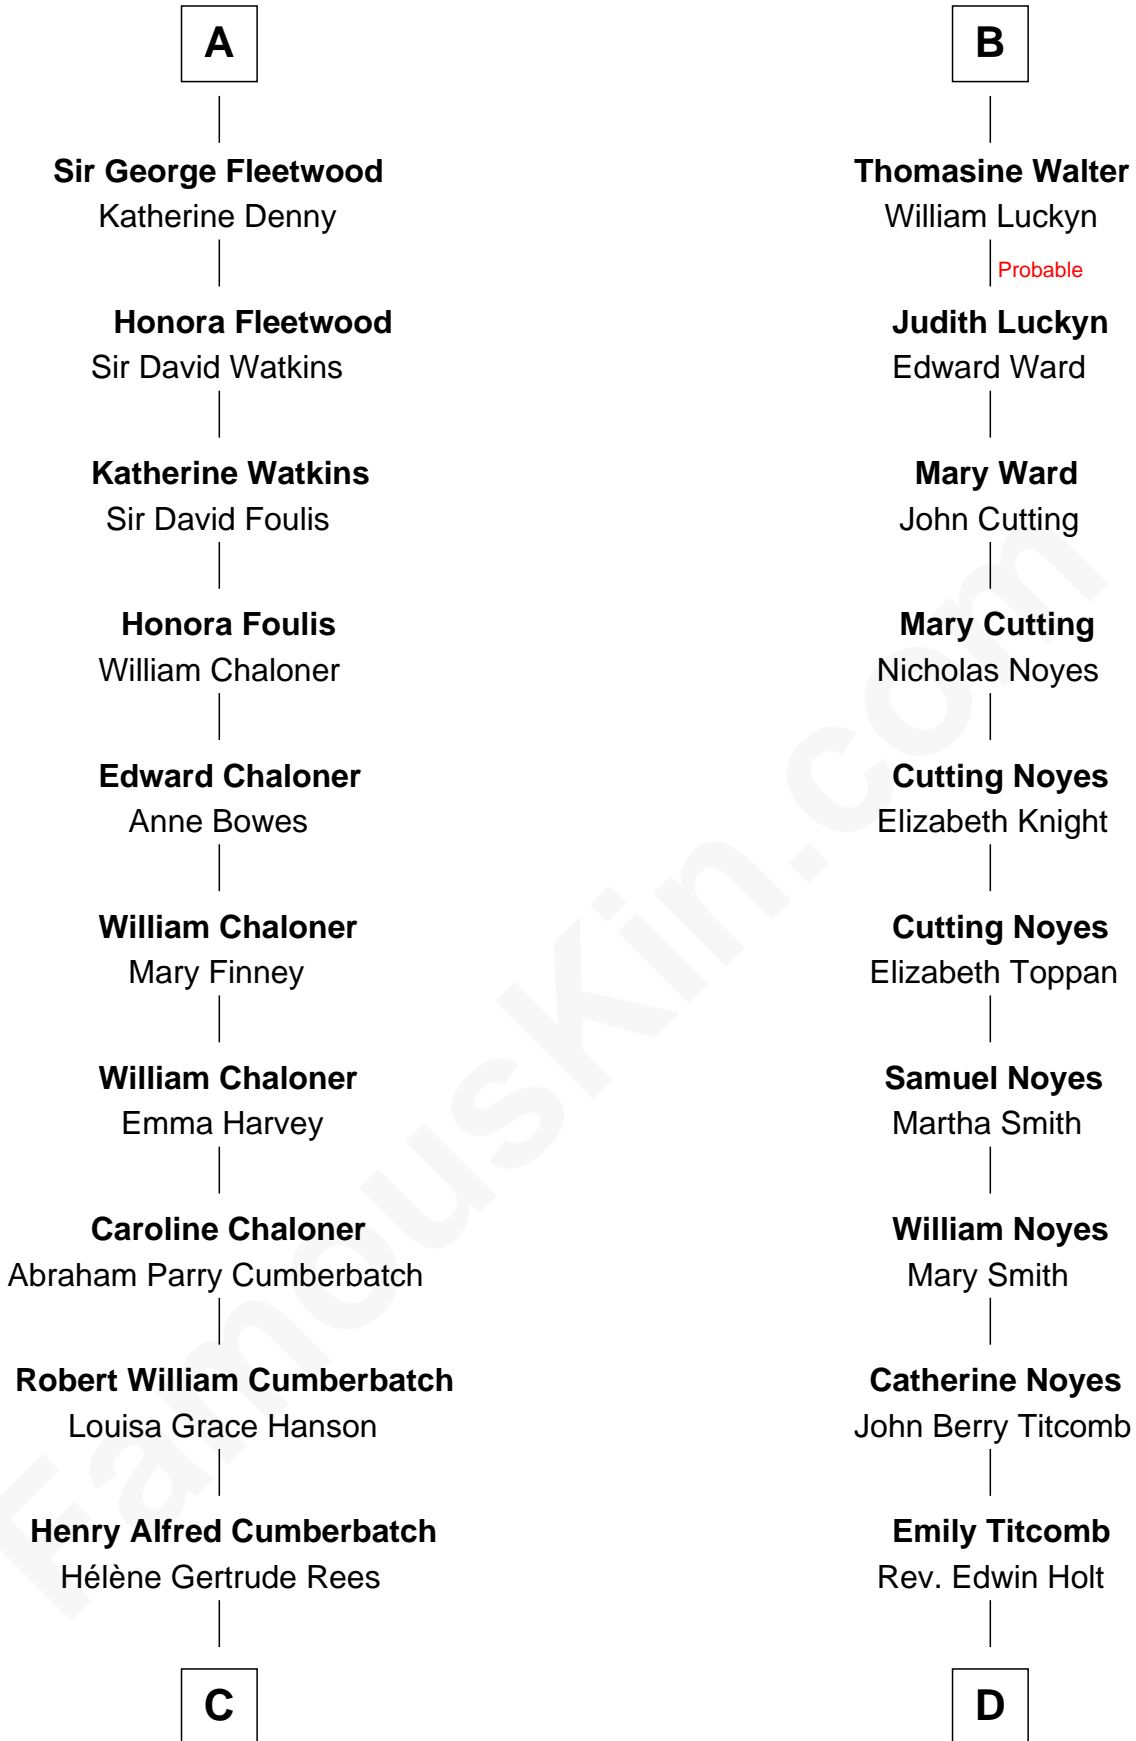 A
Sir George Fleetwood
Katherine Denny
Honora Fleetwood
Sir David Watkins
Katherine Watkins
Sir David Foulis
Honora Foulis
William Chaloner
Edward Chaloner
Anne Bowes
William Chaloner
Mary Finney
William Chaloner
Emma Harvey
Caroline Chaloner
Abraham Parry Cumberbatch
Robert William Cumberbatch
Louisa Grace Hanson
Henry Alfred Cumberbatch
Hélène Gertrude Rees
C
B
Thomasine Walter
William Luckyn
Probable
Judith Luckyn
Edward Ward
Mary Ward
John Cutting
Mary Cutting
Nicholas Noyes
Cutting Noyes
Elizabeth Knight
Cutting Noyes
Elizabeth Toppan
Samuel Noyes
Martha Smith
William Noyes
Mary Smith
Catherine Noyes
John Berry Titcomb
Emily Titcomb
Rev. Edwin Holt
D
FamousKin.com